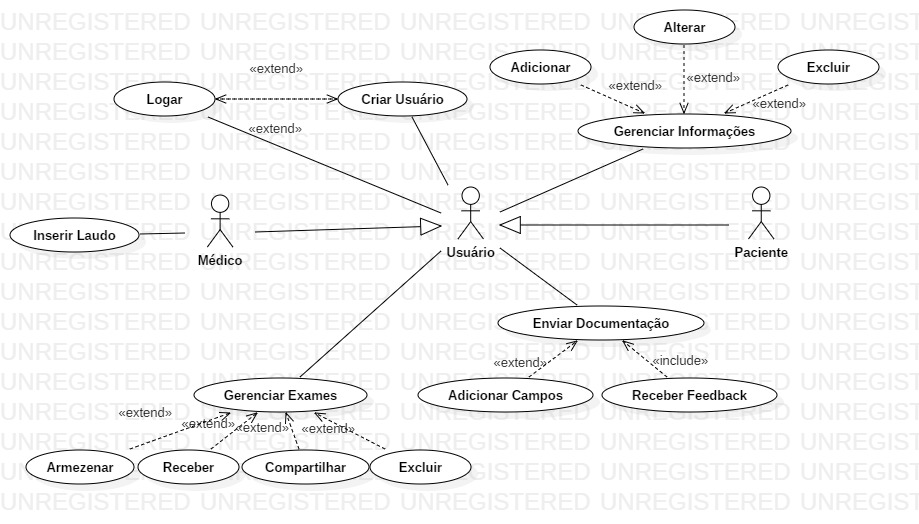 UNREGISTERED UNREGISTERED UNREGISTERED UNREGISTERED UNREGIST
Alterar
Adicionar
Excluir
«extend»
«extend»
«extend»
«extend»
Logar
Criar Usuário
«extend»
Gerenciar Informações
Inserir Laudo
Médico
Usuário
Paciente
Enviar Documentação
«extend»
«include»
Adicionar Campos
Receber Feedback
Gerenciar Exames
«extend»
«extend»
«extend»
«extend»
Armezenar
Receber
Compartilhar
Excluir